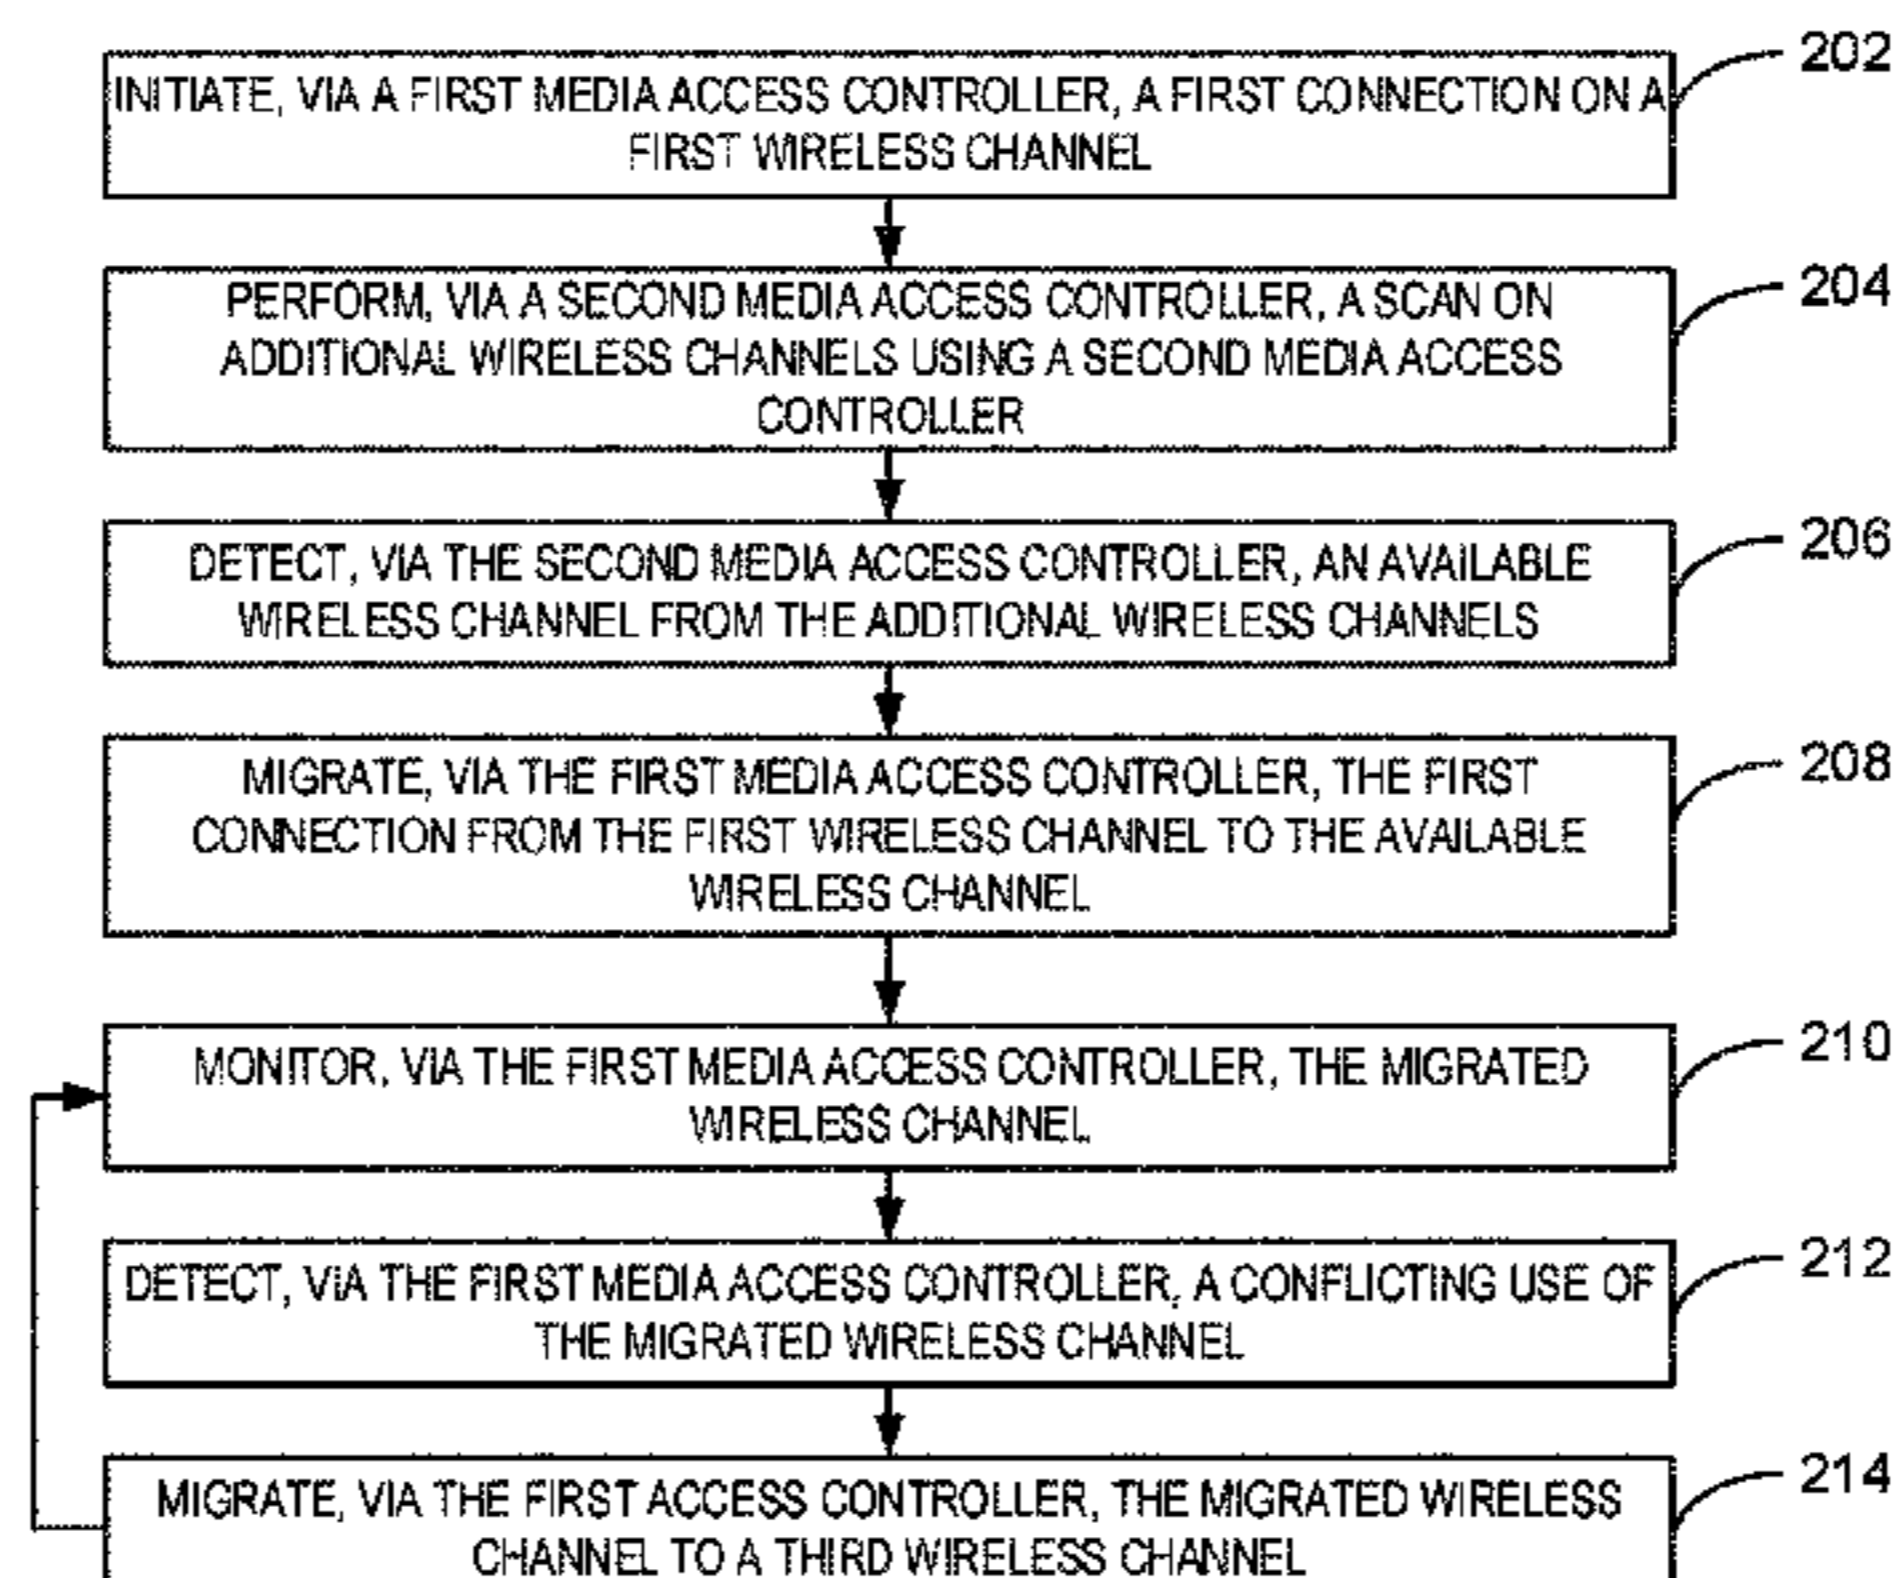 202
INITIATE, VIA A FIRST MEDIA ACCESS CONTROLLER, A FIRST CONNECTION ON A
FIRST WIRELESS CHANNEL
204
PERFORM, VIA A SECOND MEDIA ACCESS CONTROLLER, A SCAN ON
ADDITIONAL WIRELESS CHANNELS USING A SECOND MEDIA ACCESS
CONTROLLER
206
DETECT, VIA THE SECOND MEDIA ACCESS CONTROLLER, AN AVAILABLE
WIRELESS CHANNEL FROM THE ADDITIONAL WIRELESS CHANNELS
208
MIGRATE, VIA THE FIRST MEDIA ACCESS CONTROLLER, THE FIRST
CONNECTION FROM THE FIRST WIRELESS CHANNEL TO THE AVAILABLE
WIRELESS CHANNEL
210
MONITOR, VIA THE FIRST MEDIA ACCESS CONTROLLER, THE MIGRATED
WIRELESS CHANNEL
212
DETECT, VIA THE FIRST MEDIA ACCESS CONTROLLER, A CONFLICTING USE OF
THE MIGRATED WIRELESS CHANNEL
214
MIGRATE, VIA THE FIRST ACCESS CONTROLLER, THE MIGRATED WIRELESS
CHANNEL TO A THIRD WIRELESS CHANNEL